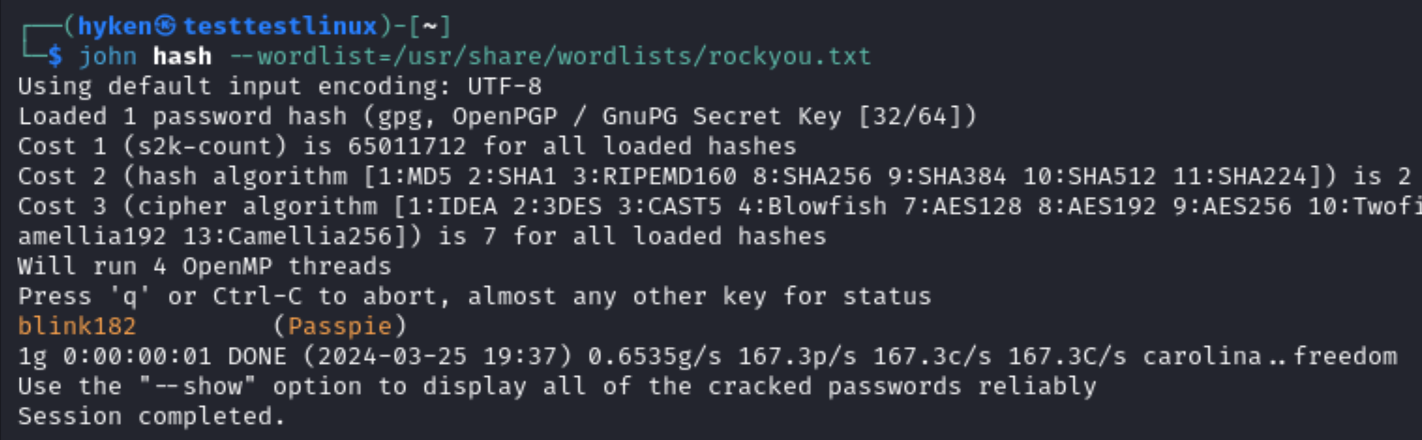 ┌──(hyken㉿testtestlinux)-[~]
└─$ john hash --wordlist=/usr/share/wordlists/rockyou.txt
Using default input encoding: UTF-8
Loaded 1 password hash (gpg, OpenPGP / GnuPG Secret Key [32/64])
Cost 1 (s2k-count) is 65011712 for all loaded hashes
Cost 2 (hash algorithm [1:MD5 2:SHA1 3:RIPEMD160 8:SHA256 9:SHA384 10:SHA512 11:SHA224]) is 2
Cost 3 (cipher algorithm [1:IDEA 2:3DES 3:CAST5 4:Blowfish 7:AES128 8:AES192 9:AES256 10:Twofi
amellia192 13:Camellia256]) is 7 for all loaded hashes
Will run 4 OpenMP threads
Press 'q' or Ctrl-C to abort, almost any other key for status
blink182         (Passpie)
1g 0:00:00:01 DONE (2024-03-25 19:37) 0.6535g/s 167.3p/s 167.3c/s 167.3C/s carolina..freedom
Use the "--show" option to display all of the cracked passwords reliably
Session completed.